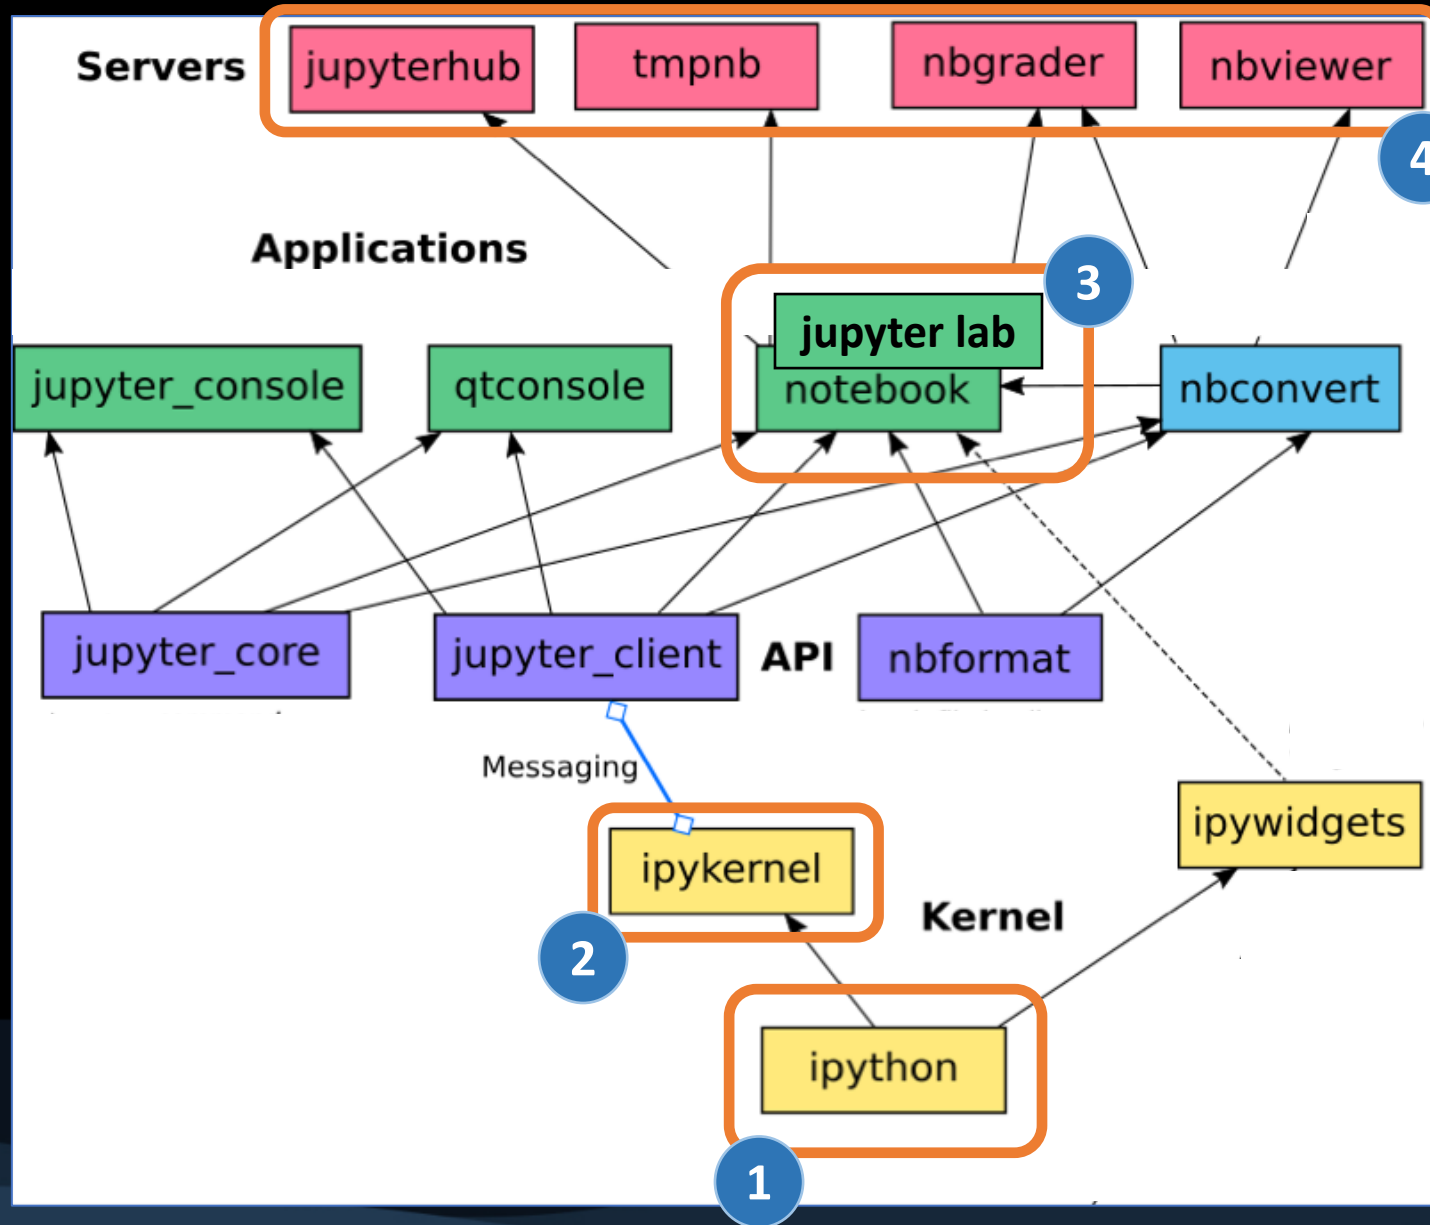 Servers
jupyterhub
tmpnb
nbgrader
nbviewer
4
Applications
3
jupyter lab
jupyter_console
qtconsole
notebook
nbconvert
jupyter_core
jupyter_client
API
nbformat
Messaging
ipywidgets
ipykernel
Kernel
2
ipython
1